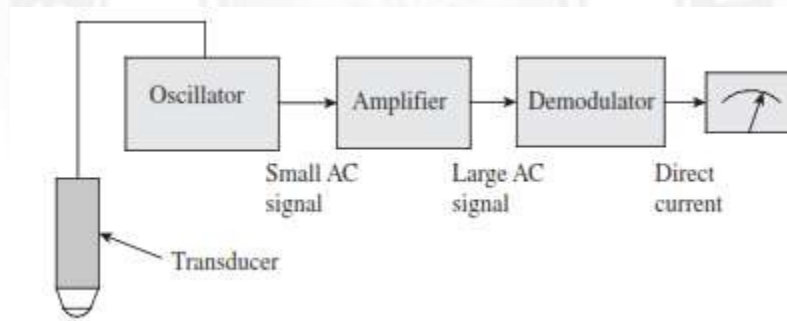 Oscillator
Amplifier
Demodulator
Small AC
signal
Large AC
signal
Direct
current
Transducer